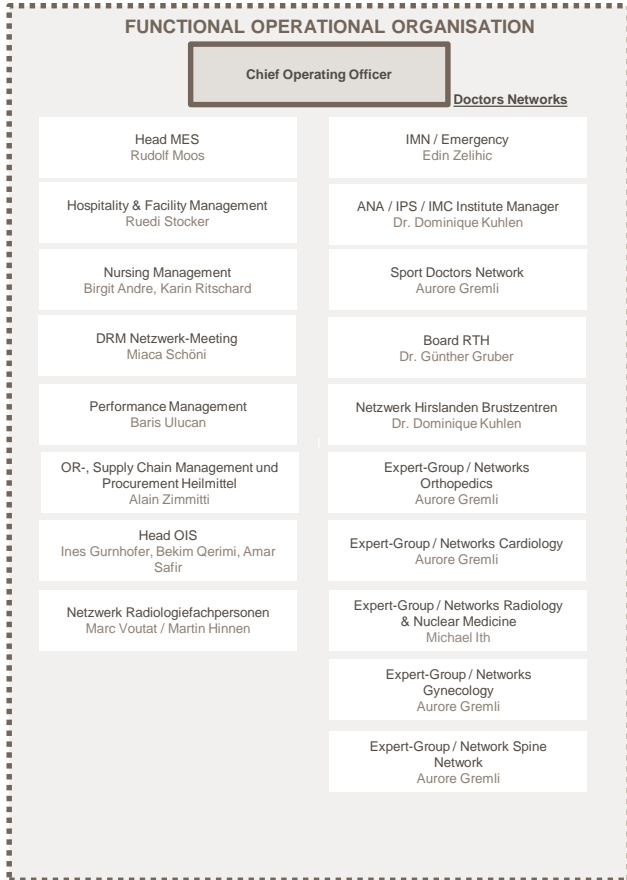 FUNCTIONAL OPERATIONAL ORGANISATION
Chief Operating Officer
Doctors Networks
Head MES
Rudolf Moos
Hospitality & Facility Management
Ruedi Stocker
Nursing Management
Birgit Andre, Karin Ritschard
DRM Netzwerk-Meeting
Miaca Schöni
Performance Management
Baris Ulucan
OR-, Supply Chain Management und
Procurement Heilmittel
Alain Zimmitti
Head OIS
Ines Gurnhofer, Bekim Qerimi, Amar
Safir
Netzwerk Radiologiefachpersonen
Marc Voutat / Martin Hinnen
IMN / Emergency
Edin Zelihic
ANA / IPS / IMC Institute Manager
Dr. Dominique Kuhlen
Sport Doctors Network
Aurore Gremli
Board RTH
Dr. Günther Gruber
Netzwerk Hirslanden Brustzentren
Dr. Dominique Kuhlen
Expert-Group / Networks
Orthopedics
Aurore Gremli
Expert-Group / Networks Cardiology
Aurore Gremli
Expert-Group / Networks Radiology
& Nuclear Medicine
Michael Ith
Expert-Group / Networks
Gynecology
Aurore Gremli
Expert-Group / Network Spine
Network
Aurore Gremli